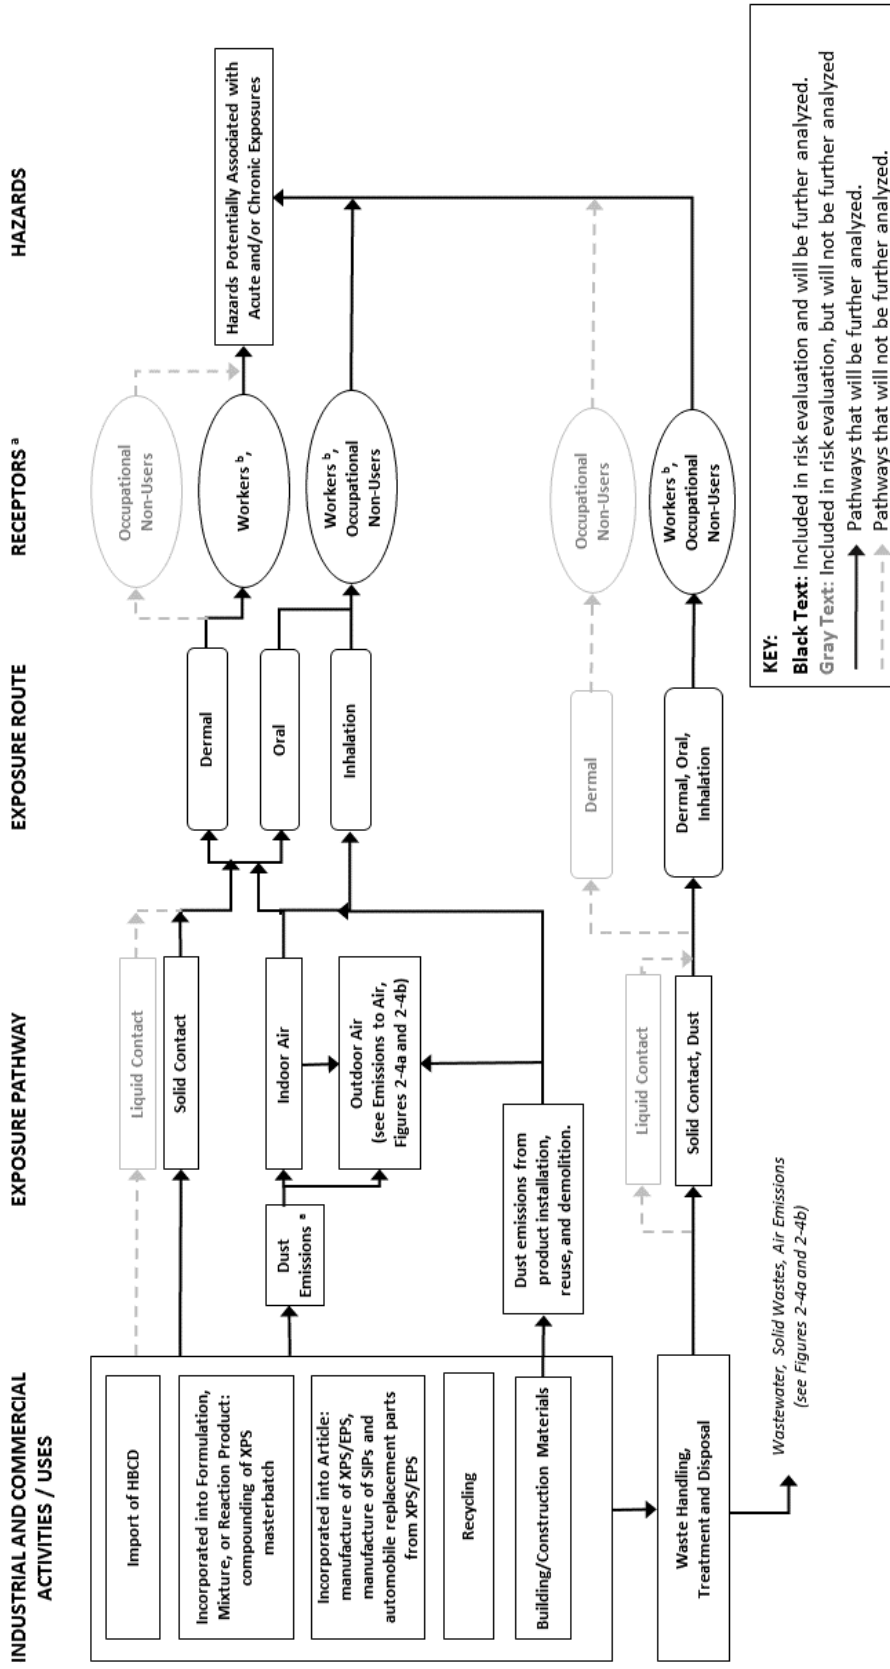 INDUSTRIAL AND COMMERCIAL
ACTIVITIES / USES
EXPOSURE PATHWAY
EXPOSURE ROUTE
RECEPTORS a
HAZARDS
Import of HBCD
Incorporated into Formulation,
Mixture, or Reaction Product:
compounding of XPS
masterbatch
Incorporated into Article:
manufacture of XPS/EPS,
manufacture of SIPs and
automobile replacement parts
from XPS/EPS
Recycling
Building/Construction Materials
Waste Handling,
Treatment and Disposal
Wastewater, Solid Wastes, Air Emissions
(see Figures 2-4a and 2-4b)
Liquid Contact
Solid Contact
Dust
Emissions a
Indoor Air
Outdoor Air
(see Emissions to Air,
Figures 2-4a and 2-4b)
Dust emissions from
product installation,
reuse, and demolition.
Liquid Contact
Solid Contact, Dust
Dermal
Oral
Inhalation
Dermal
Dermal, Oral,
Inhalation
Occupational
Non-Users
Workers b,
Workers b,
Occupational
Non-Users
Occupational
Non-Users
Workers b,
Occupational
Non-Users
Hazards Potentially Associated with
Acute and/or Chronic Exposures
KEY:
Black Text: Included in risk evaluation and will be further analyzed.
Gray Text: Included in risk evaluation, but will not be further analyzed
Pathways that will be further analyzed.
Pathways that will not be further analyzed.